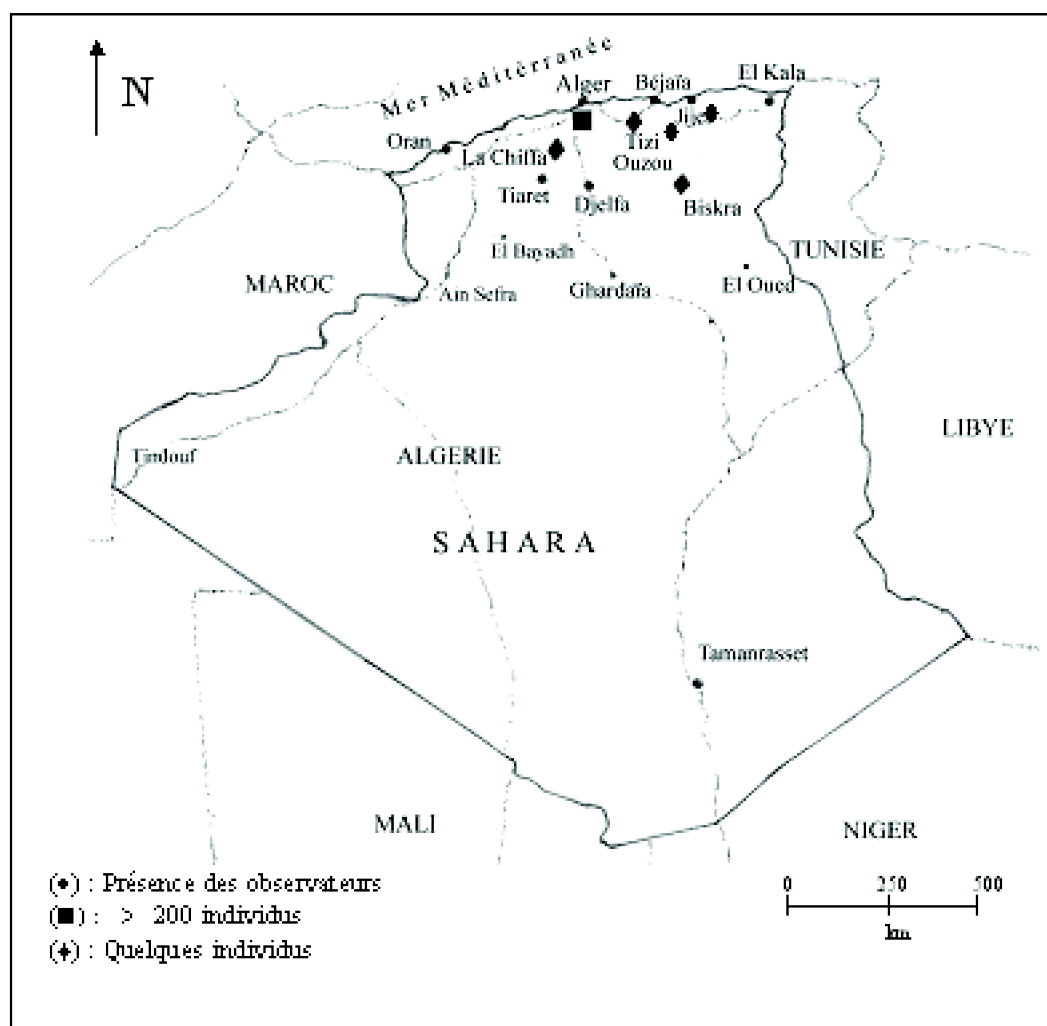 N
Mer Méditérranée
Alger
Béjaïa
El Kala
Oran
Jijel
La Chiffa
Tizi
Ouzou
Tiaret
Djelfa
Biskra
TUNISIE
El Bayadh
MAROC
Ain Sefra
Ghardaïa
El Oued
LIBYE
Tindouf
ALGERIE
SAHARA
Tamanrasset
MALI
NIGER
(●) : Présence des observateurs
(■) : > 200 individus
(♦) : Quelques individus
0 250 500
km